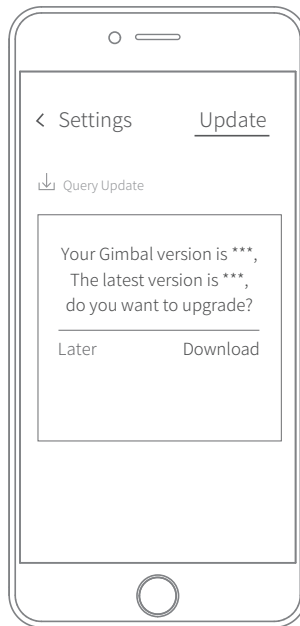 < Settings Update
Query Update
Your Gimbal version is ***,
The latest version is ***,
do you want to upgrade?
Later Download